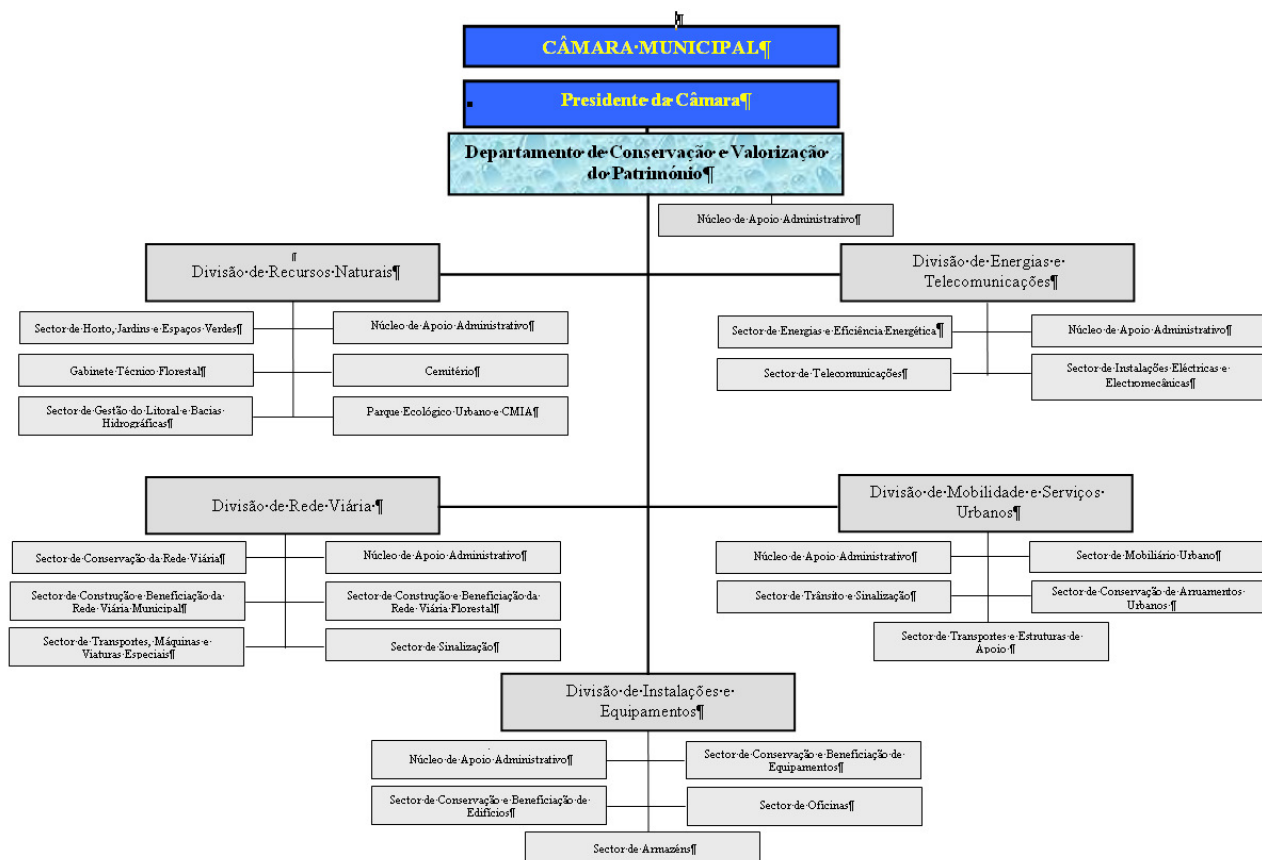 ¶
CÂMARA·MUNICIPAL¶
Presidente·da·Câmara¶
Departamento·de·Conservação·e·Valorização·
do·Património¶
Núcleo·de·Apoio·Administrativo¶
¶
Divisão·de·Recursos·Naturais¶
Divisão·de·Energias·e·
Telecomunicações¶
Sector·de·Horto,·Jardins·e·Espaços·Verdes¶
Núcleo·de·Apoio·Administrativo¶
Gabinete·Técnico·Florestal¶
Cemitério¶
Sector·de·Gestão·do·Litoral·e·Bacias·
Hidrográficas¶
Parque·Ecológico·Urbano·e·CMIA¶
Sector·de·Energias·e·Eficiência·Energética¶
Núcleo·de·Apoio·Administrativo¶
Sector·de·Telecomunicações¶
Sector·de·Instalações·Eléctricas·e·
Electromecânicas¶
Divisão·de·Rede·Viária·¶
Divisão·de·Mobilidade·e·Serviços·
Urbanos¶
Sector·de·Conservação·da·Rede·Viária¶
Núcleo·de·Apoio·Administrativo¶
Sector·de·Construção·e·Beneficiação·da·
Rede·Viária·Municipal¶
Sector·de·Construção·e·Beneficiação·da·
Rede·Viária·Florestal¶
Sector·de·Transportes,·Máquinas·e·
Viaturas·Especiais¶
Sector·de·Sinalização¶
Núcleo·de·Apoio·Administrativo¶
Sector·de·Mobiliário·Urbano¶
Sector·de·Trânsito·e·Sinalização¶
Sector·de·Conservação·de·Arruamentos·
Urbanos·¶
Sector·de·Transportes·e·Estruturas·de·
Apoio·¶
Divisão·de·Instalações·e·
Equipamentos¶
Núcleo·de·Apoio·Administrativo¶
Sector·de·Conservação·e·Beneficiação·de·
Equipamentos¶
Sector·de·Conservação·e·Beneficiação·de·
Edifícios¶
Sector·de·Oficinas¶
Sector·de·Armazéns¶